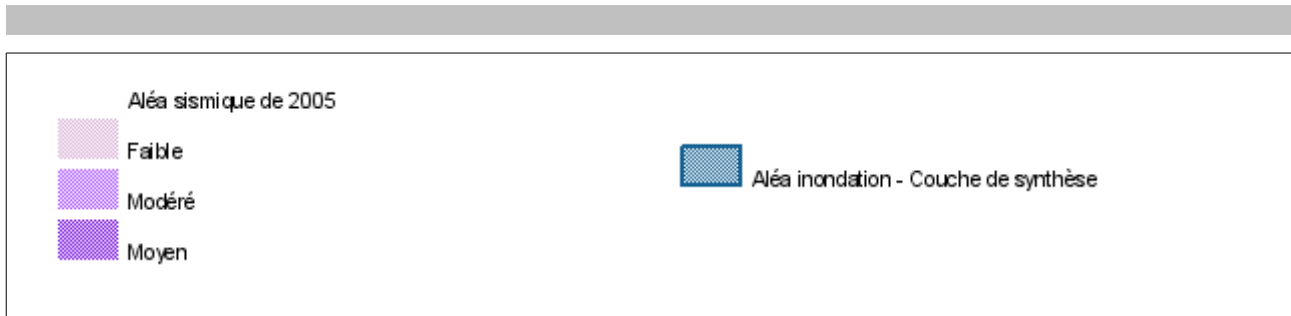 Aléa sismique de 2005
Faible
Modéré
Moyen
Aléa inondation - Couche de synthèse